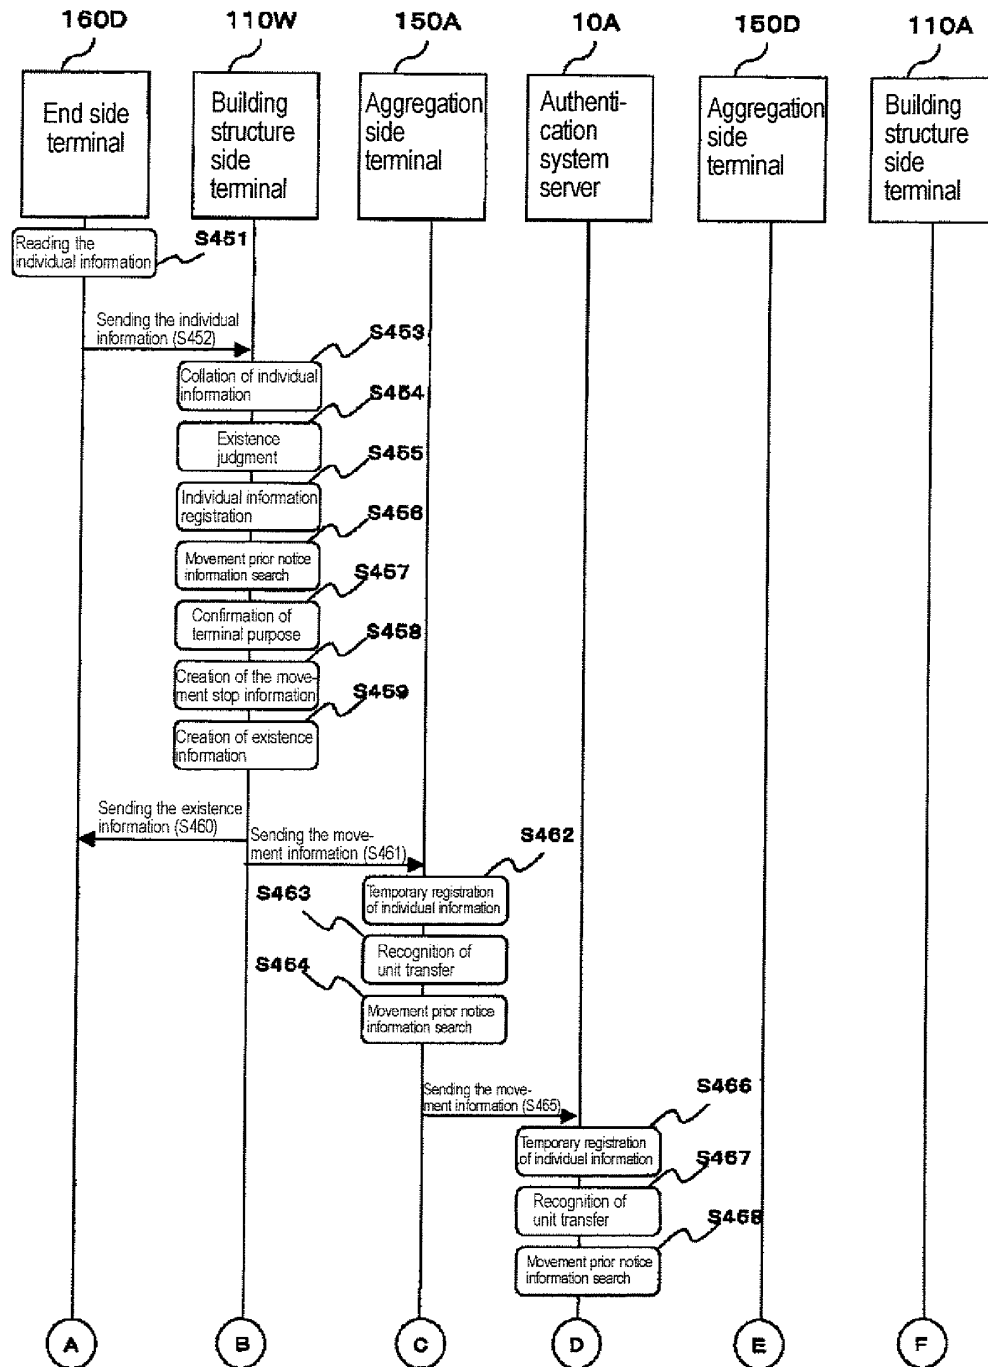 160D 110W 150A 10A 150D 110A
End side
terminal
Building
structure
side
terminal
Aggregation
side
terminal
Authenti-
cation
system
server
Aggregation
side
terminal
Building
structure
side
terminal
Reading the
individual information
S451
Sending the individual
information (S452)
S453
Collation of individual
information
S454
Existence
judgment
S455
Individual information
registration
S456
Movement prior notice
information search
S457
Confirmation of
terminal purpose
S458
Creation of the move-
ment stop information
S459
Creation of existence
information
Sending the existence
information (S460)
Sending the move-
ment information (S461)
S462
Temporary registration
of individual information
S463
Recognition of
unit transfer
S464
Movement prior notice
information search
Sending the move-
ment information (S465)
S466
Temporary registration
of individual information
S467
Recognition of
unit transfer
S468
Movement prior notice
information search
A B C D E F